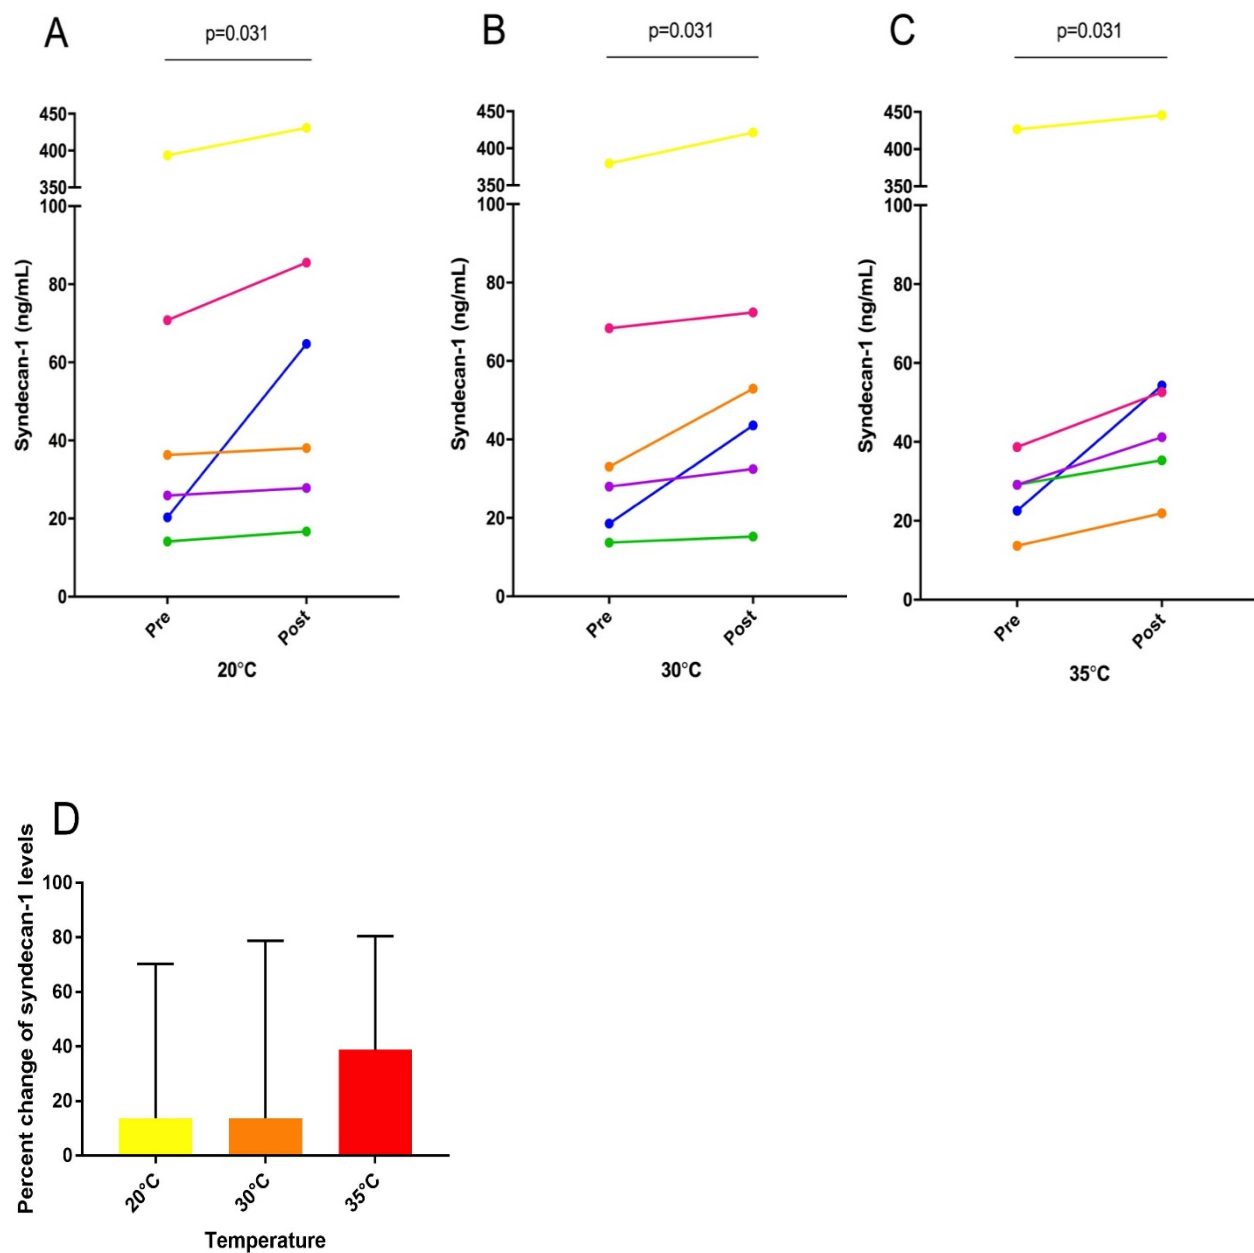 A
p=0.031
450
400
350
100
80
60
40
20
0
Syndecan-1 (ng/mL)
Pre
Post
20°C
B
p=0.031
450
400
350
100
80
60
40
20
0
Syndecan-1 (ng/mL)
Pre
Post
30°C
C
p=0.031
450
400
350
100
80
60
40
20
0
Syndecan-1 (ng/mL)
Pre
Post
35°C
D
Percent change of syndecan-1 levels
100
80
60
40
20
0
20°C
30°C
35°C
Temperature